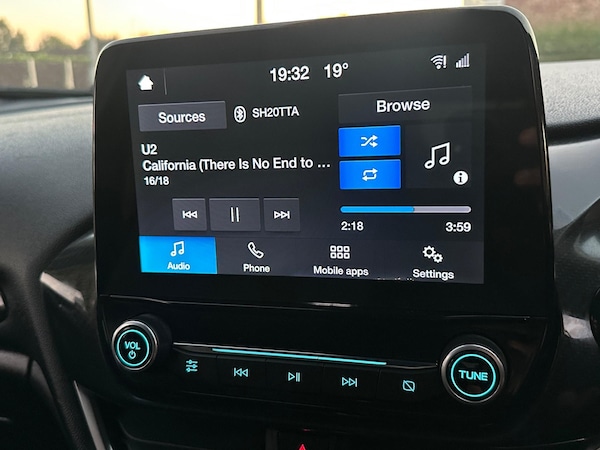 19:32 19°
Sources SH20TTA Browse
U2
California (There Is No End to ...
16/18
2:18 3:59
Audio Phone Mobile apps Settings
VOL TUNE